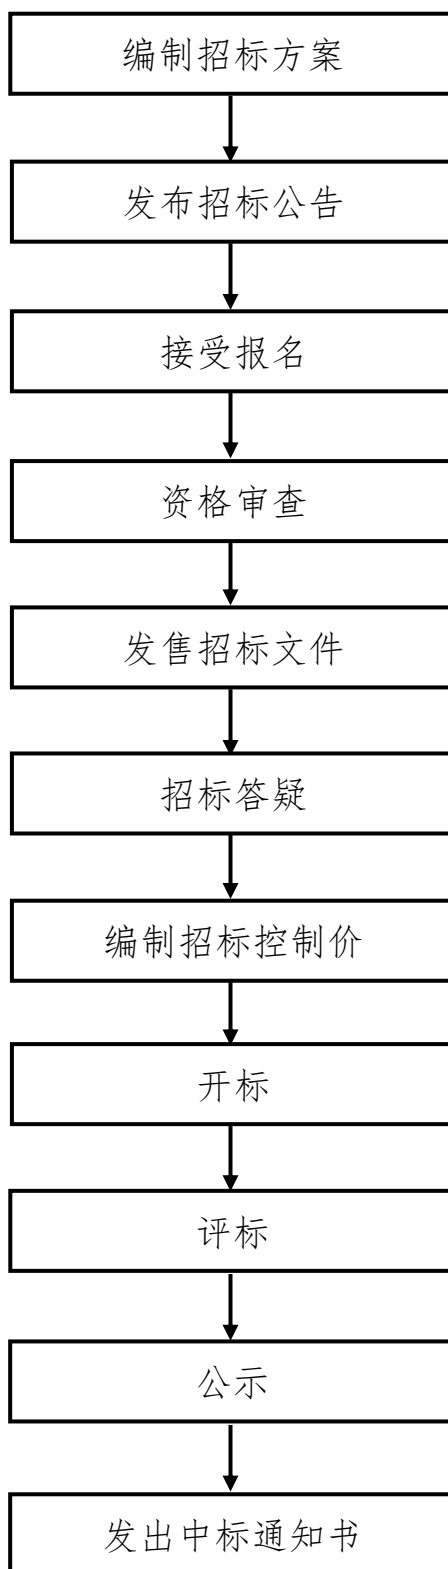 编制招标方案
发布招标公告
接受报名
资格审查
发售招标文件
招标答疑
编制招标控制价
开标
评标
公示
发出中标通知书